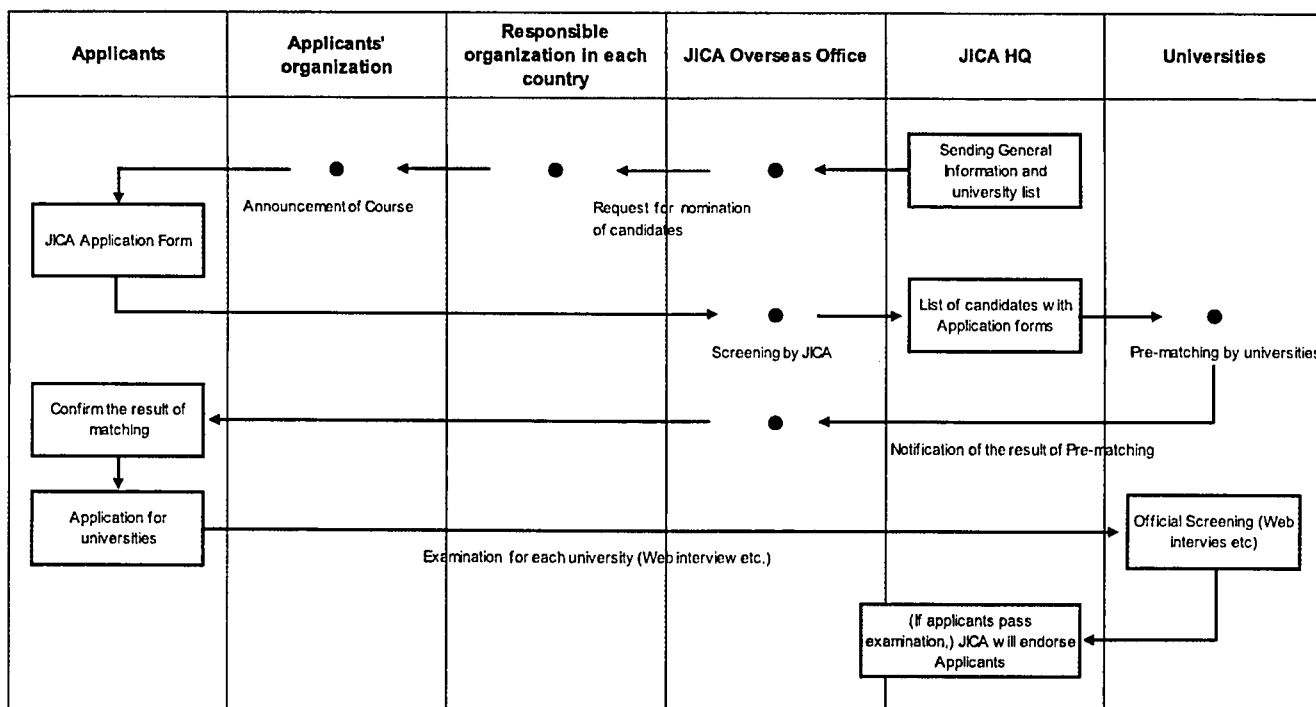 Applicants
Applicants'
organization
Responsible
organization in each
country
JICA Overseas Office
JICA HQ
Universities
Sending General
Information and
university list
Announcement of Course
Request for nomination
of candidates
JICA Application Form
List of candidates with
Application forms
Screening by JICA
Pre-matching by universities
Confirm the result of
matching
Notification of the result of Pre-matching
Application for
universities
Official Screening (Web
intervies etc)
Examination for each university (Web interview etc.)
(If applicants pass
examination,) JICA will endorse
Applicants